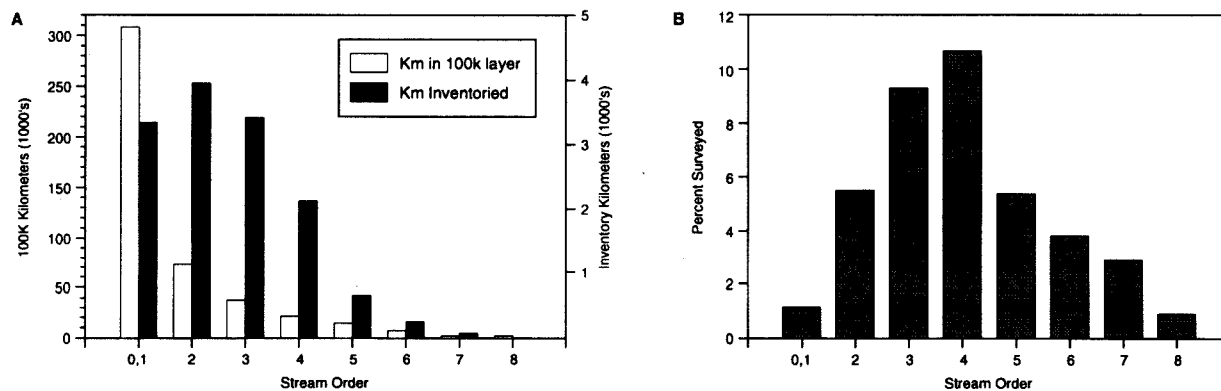 A
100K Kilometers (1000's)
300
250
200
150
100
50
0
5
4
3
2
1
Inventory Kilometers (1000's)
Km in 100k layer
Km Inventoried
0,1 2 3 4 5 6 7 8
Stream Order
B
Percent Surveyed
12
10
8
6
4
2
0
0,1 2 3 4 5 6 7 8
Stream Order